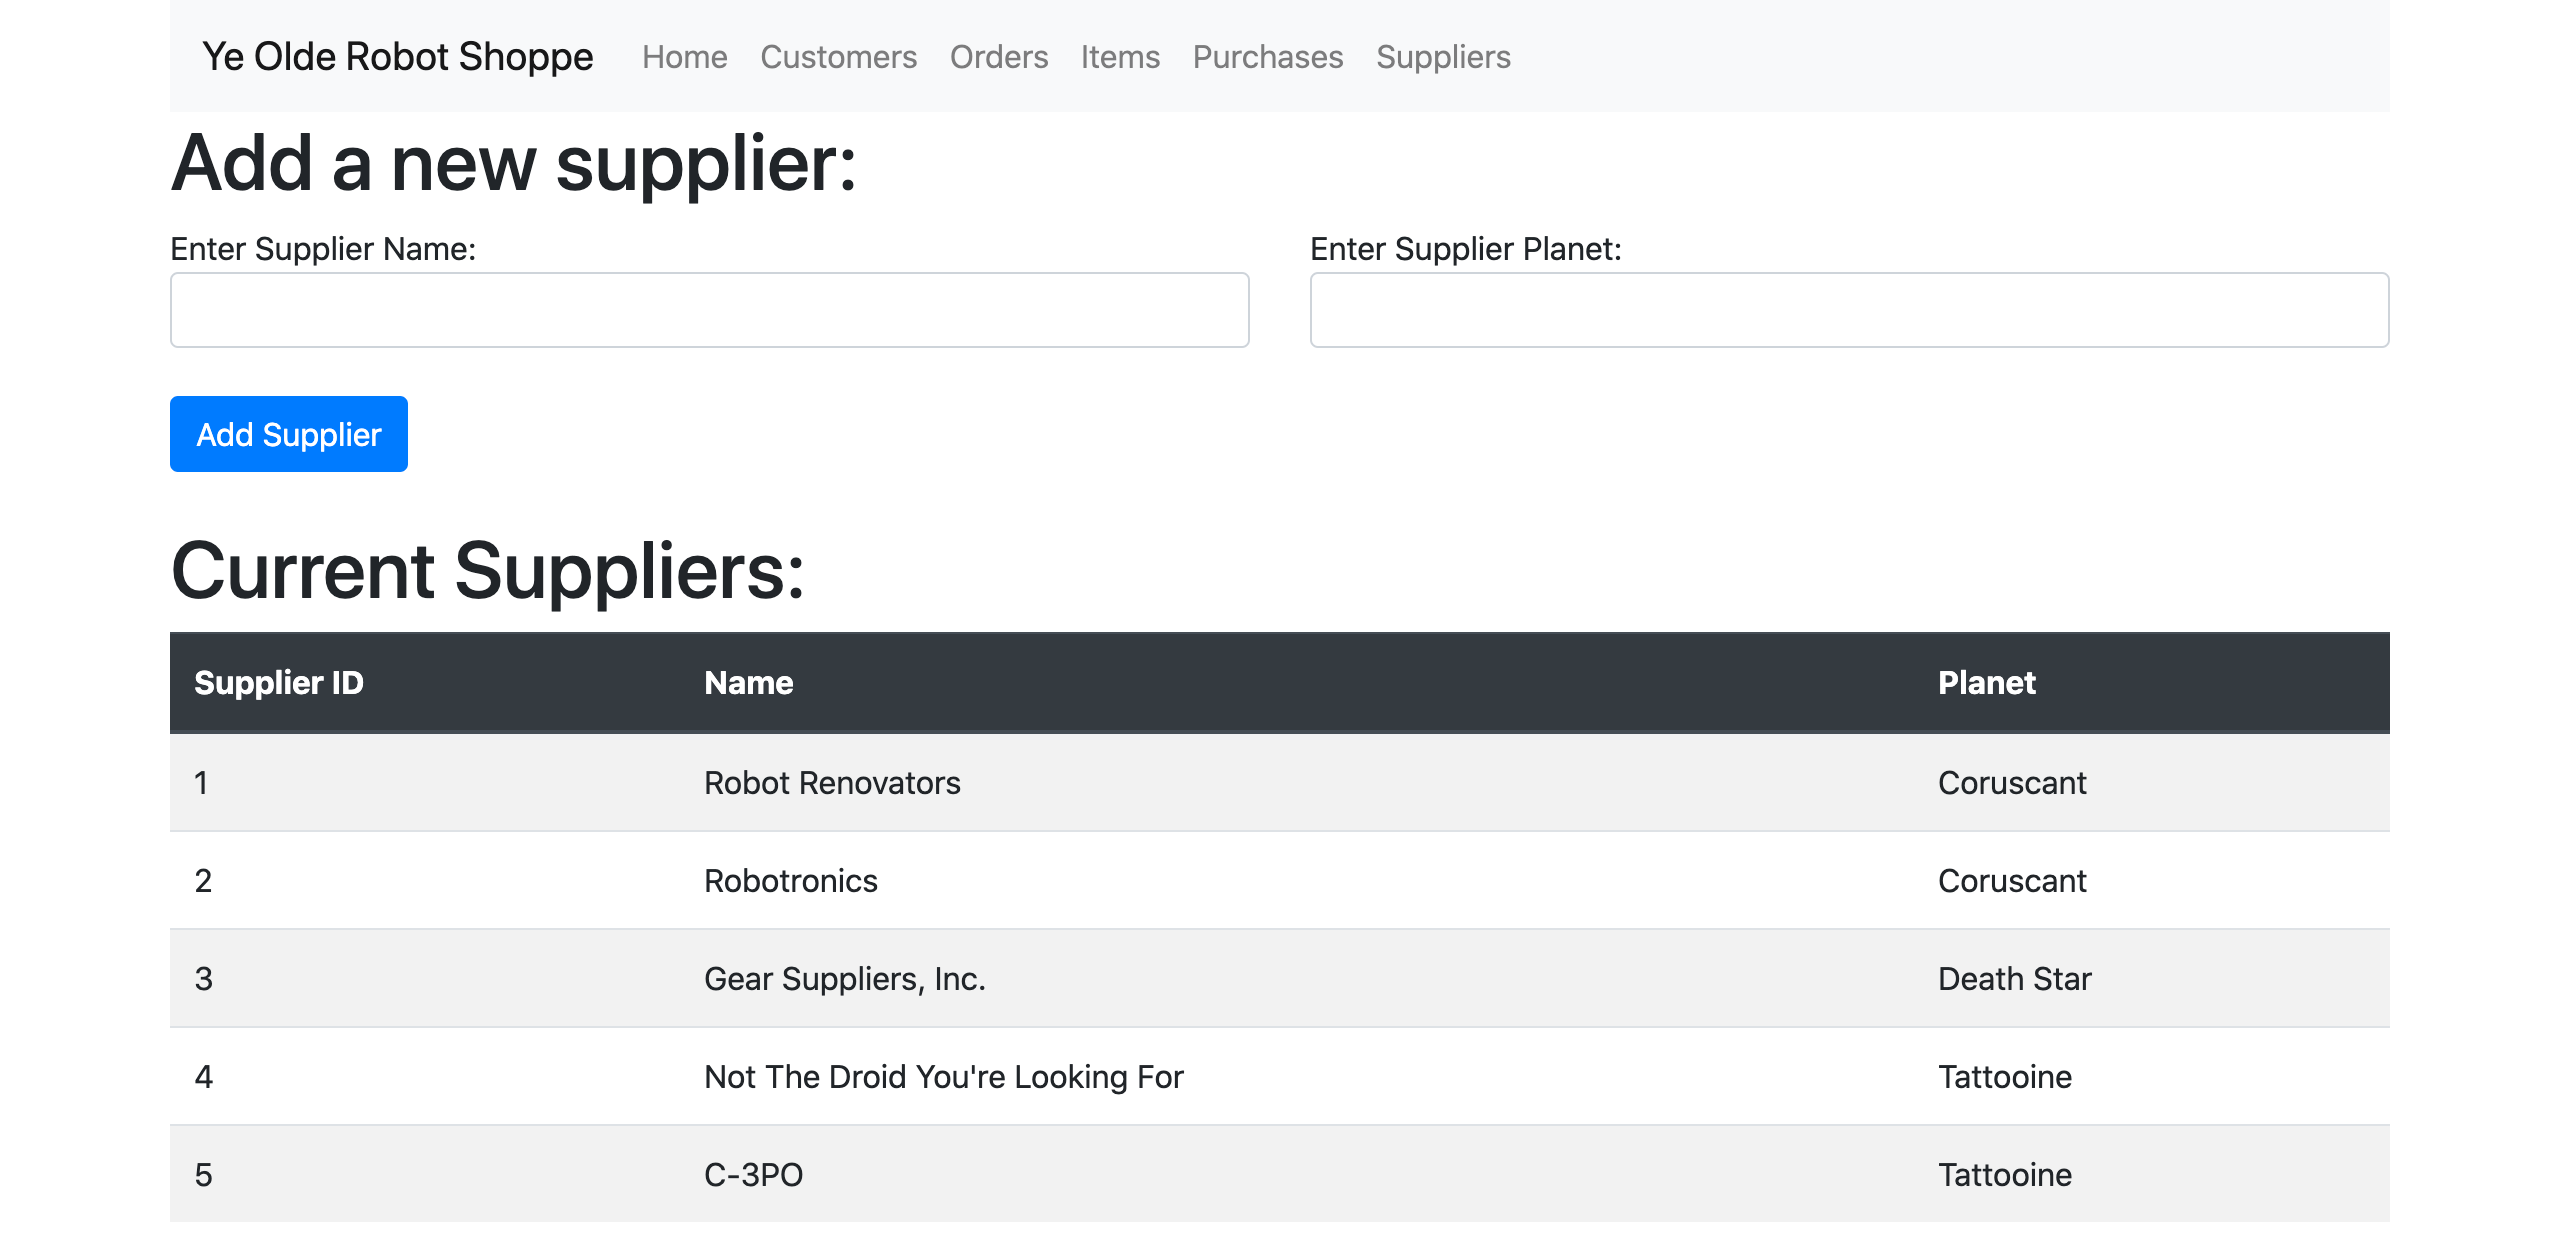 Ye Olde Robot Shoppe Home Customers Orders Items Purchases Suppliers
Add a new supplier:
Enter Supplier Name: Enter Supplier Planet:
Add Supplier
Current Suppliers:
Supplier ID Name Planet
1 Robot Renovators Coruscant
2 Robotronics Coruscant
3 Gear Suppliers, Inc. Death Star
4 Not The Droid You're Looking For Tattooine
5 C-3PO Tattooine